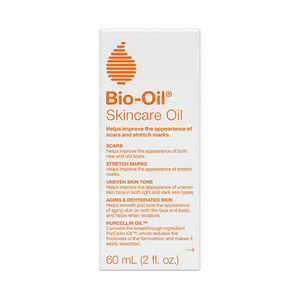 Bio-Oil®
Skincare Oil
Helps improve the appearance of
scars and stretch marks.
SCARS
Helps improve the appearance of both
new and old scars.
STRETCH MARKS
Helps improve the appearance of stretch
marks.
UNEVEN SKIN TONE
Helps improve the appearance of uneven
skin tone in both light and dark skin types.
AGING & DEHYDRATED SKIN
Helps smooth and tone the appearance
of aging skin on both the face and body,
and helps retain moisture.
PURCELLIN OIL™
Contains the breakthrough ingredient
PurCellin Oil™, which reduces the
thickness of the formulation and makes it
easily absorbed.
60 mL (2 fl. oz.)